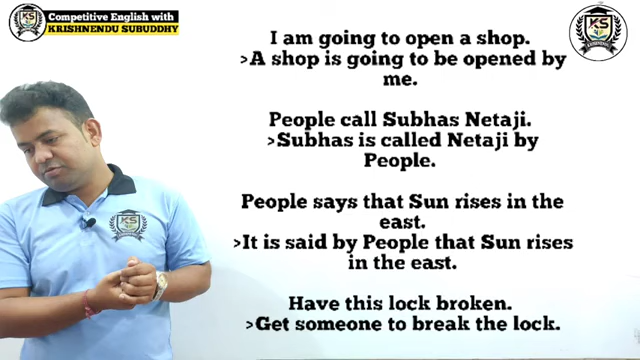 Competitive English with
KRISHNENDU SUBUDDHY
I am going to open a shop.
>A shop is going to be opened by
me.
People call Subhas Netaji.
>Subhas is called Netaji by
People.
People says that Sun rises in the
east.
>It is said by People that Sun rises
in the east.
Have this lock broken.
>Get someone to break the lock.
KS
KS
KS